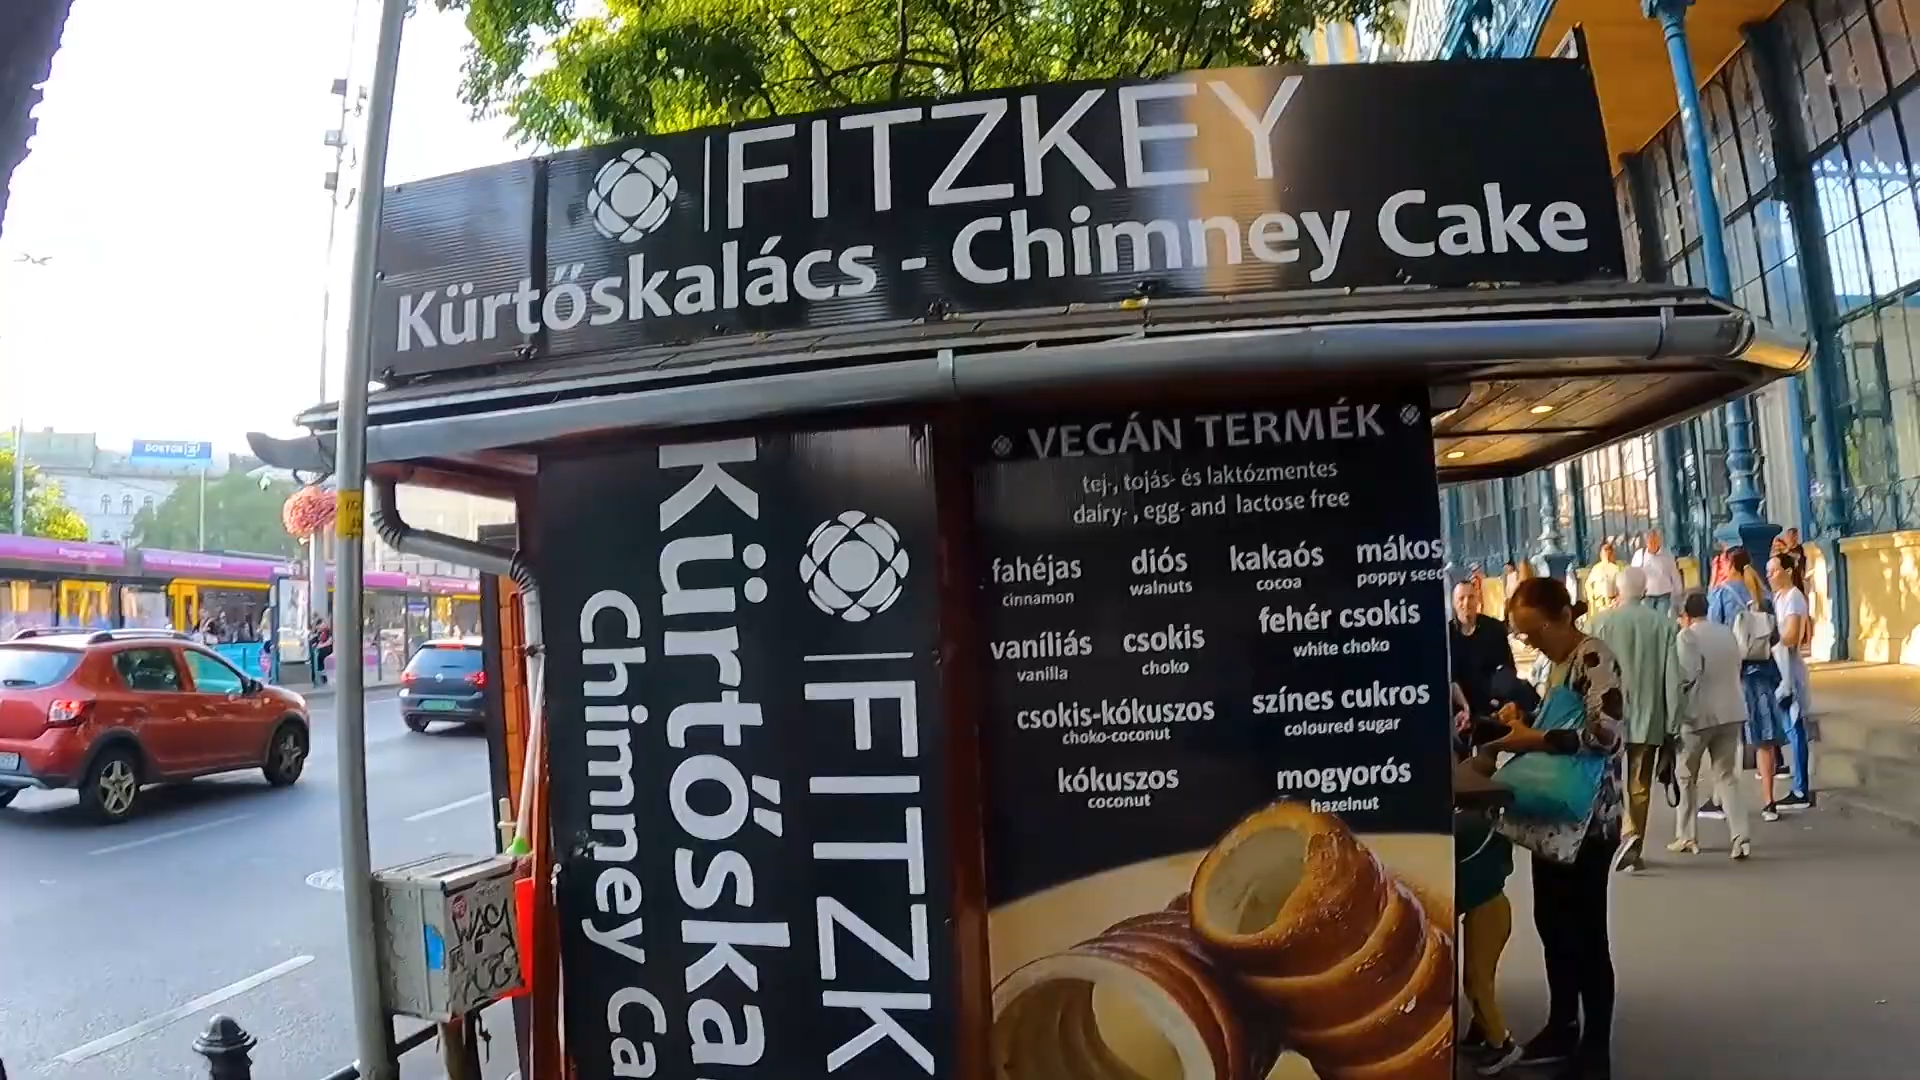 FITZKEY
Kürtőskalács - Chimney Cake
VEGÁN TERMÉK
tej-, tojás- és laktózmentes
dairy-, egg- and lactose free
fahéjas diós kakaós mákos
cinnamon walnuts cocoa poppy seed
vaníliás csokis fehér csokis
vanilla choko white choko
csokis-kókuszos színes cukros
choko-coconut coloured sugar
kókuszos mogyorós
coconut hazelnut
FITZK
Kürtőska
Chimney Ca
DOKTOR